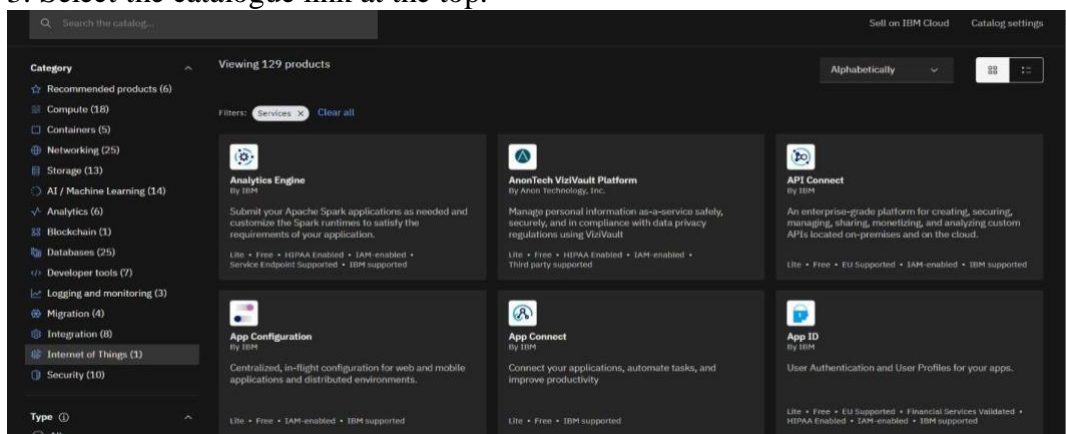 3. Select the catalogue link at the top.
Search the catalog...
Sell on IBM Cloud
Catalog settings
Category
Recommended products (6)
Compute (18)
Containers (5)
Networking (25)
Storage (13)
AI / Machine Learning (14)
Analytics (6)
Blockchain (1)
Databases (25)
Developer tools (7)
Logging and monitoring (3)
Migration (4)
Integration (8)
Internet of Things (1)
Security (10)
Type
Viewing 129 products
Alphabetically
Filters: Services × Clear all
Analytics Engine
By IBM
Submit your Apache Spark applications as needed and
customize the Spark runtimes to satisfy the
requirements of your application.
Lite • Free • HIPAA Enabled • IAM-enabled •
Service Endpoint Supported • IBM supported
AnonTech ViziVault Platform
By Anon Technology, Inc.
Manage personal information as-a-service safely,
securely, and in compliance with data privacy
regulations using ViziVault
Lite • Free • HIPAA Enabled • IAM-enabled •
Third party supported
API Connect
By IBM
An enterprise-grade platform for creating, securing,
managing, sharing, monetizing, and analyzing custom
APIs located on-premises and on the cloud.
Lite • Free • EU Supported • IAM-enabled • IBM supported
App Configuration
By IBM
Centralized, in-flight configuration for web and mobile
applications and distributed environments.
Lite • Free • IAM-enabled • IBM supported
App Connect
By IBM
Connect your applications, automate tasks, and
improve productivity
Lite • Free • IBM supported
App ID
By IBM
User Authentication and User Profiles for your apps.
Lite • Free • EU Supported • Financial Services Validated •
HIPAA Enabled • IAM-enabled • IBM supported